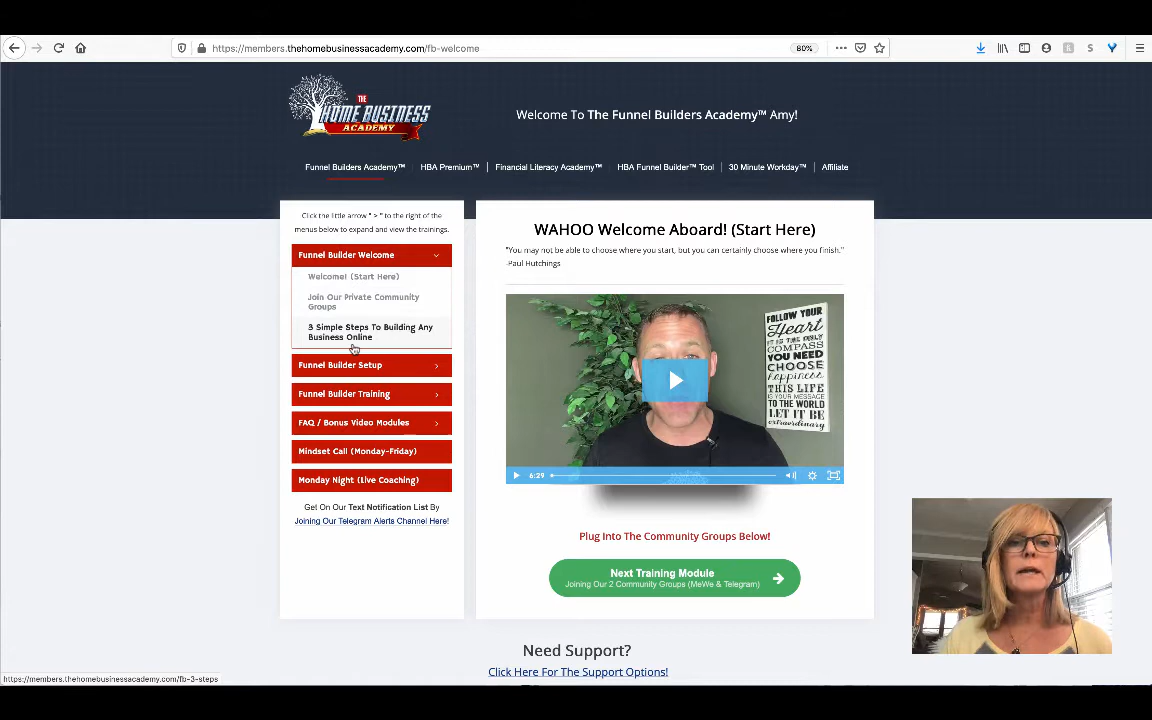 https://members.thehomebusinessacademy.com/fb-welcome
80%
THE
HOME BUSINESS
ACADEMY
Welcome To The Funnel Builders Academy™ Amy!
Funnel Builders Academy™
HBA Premium™
Financial Literacy Academy™
HBA Funnel Builder™ Tool
30 Minute Workday™
Affiliate
Click the little arrow " > " to the right of the
menus below to expand and view the trainings.
Funnel Builder Welcome
Welcome! (Start Here)
Join Our Private Community
Groups
3 Simple Steps To Building Any
Business Online
Funnel Builder Setup
Funnel Builder Training
FAQ / Bonus Video Modules
Mindset Call (Monday-Friday)
Monday Night (Live Coaching)
Get On Our Text Notification List By
Joining Our Telegram Alerts Channel Here!
WAHOO Welcome Aboard! (Start Here)
"You may not be able to choose where you start, but you can certainly choose where you finish."
-Paul Hutchings
FOLLOW YOUR
Heart
IT IS THE ONLY
COMPASS
YOU NEED
CHOOSE
happiness
THIS LIFE
IS YOUR MESSAGE
TO THE WORLD
LET IT BE
extraordinary
6:29
Plug Into The Community Groups Below!
Next Training Module
Joining Our 2 Community Groups (MeWe & Telegram)
Need Support?
Click Here For The Support Options!
https://members.thehomebusinessacademy.com/fb-3-steps